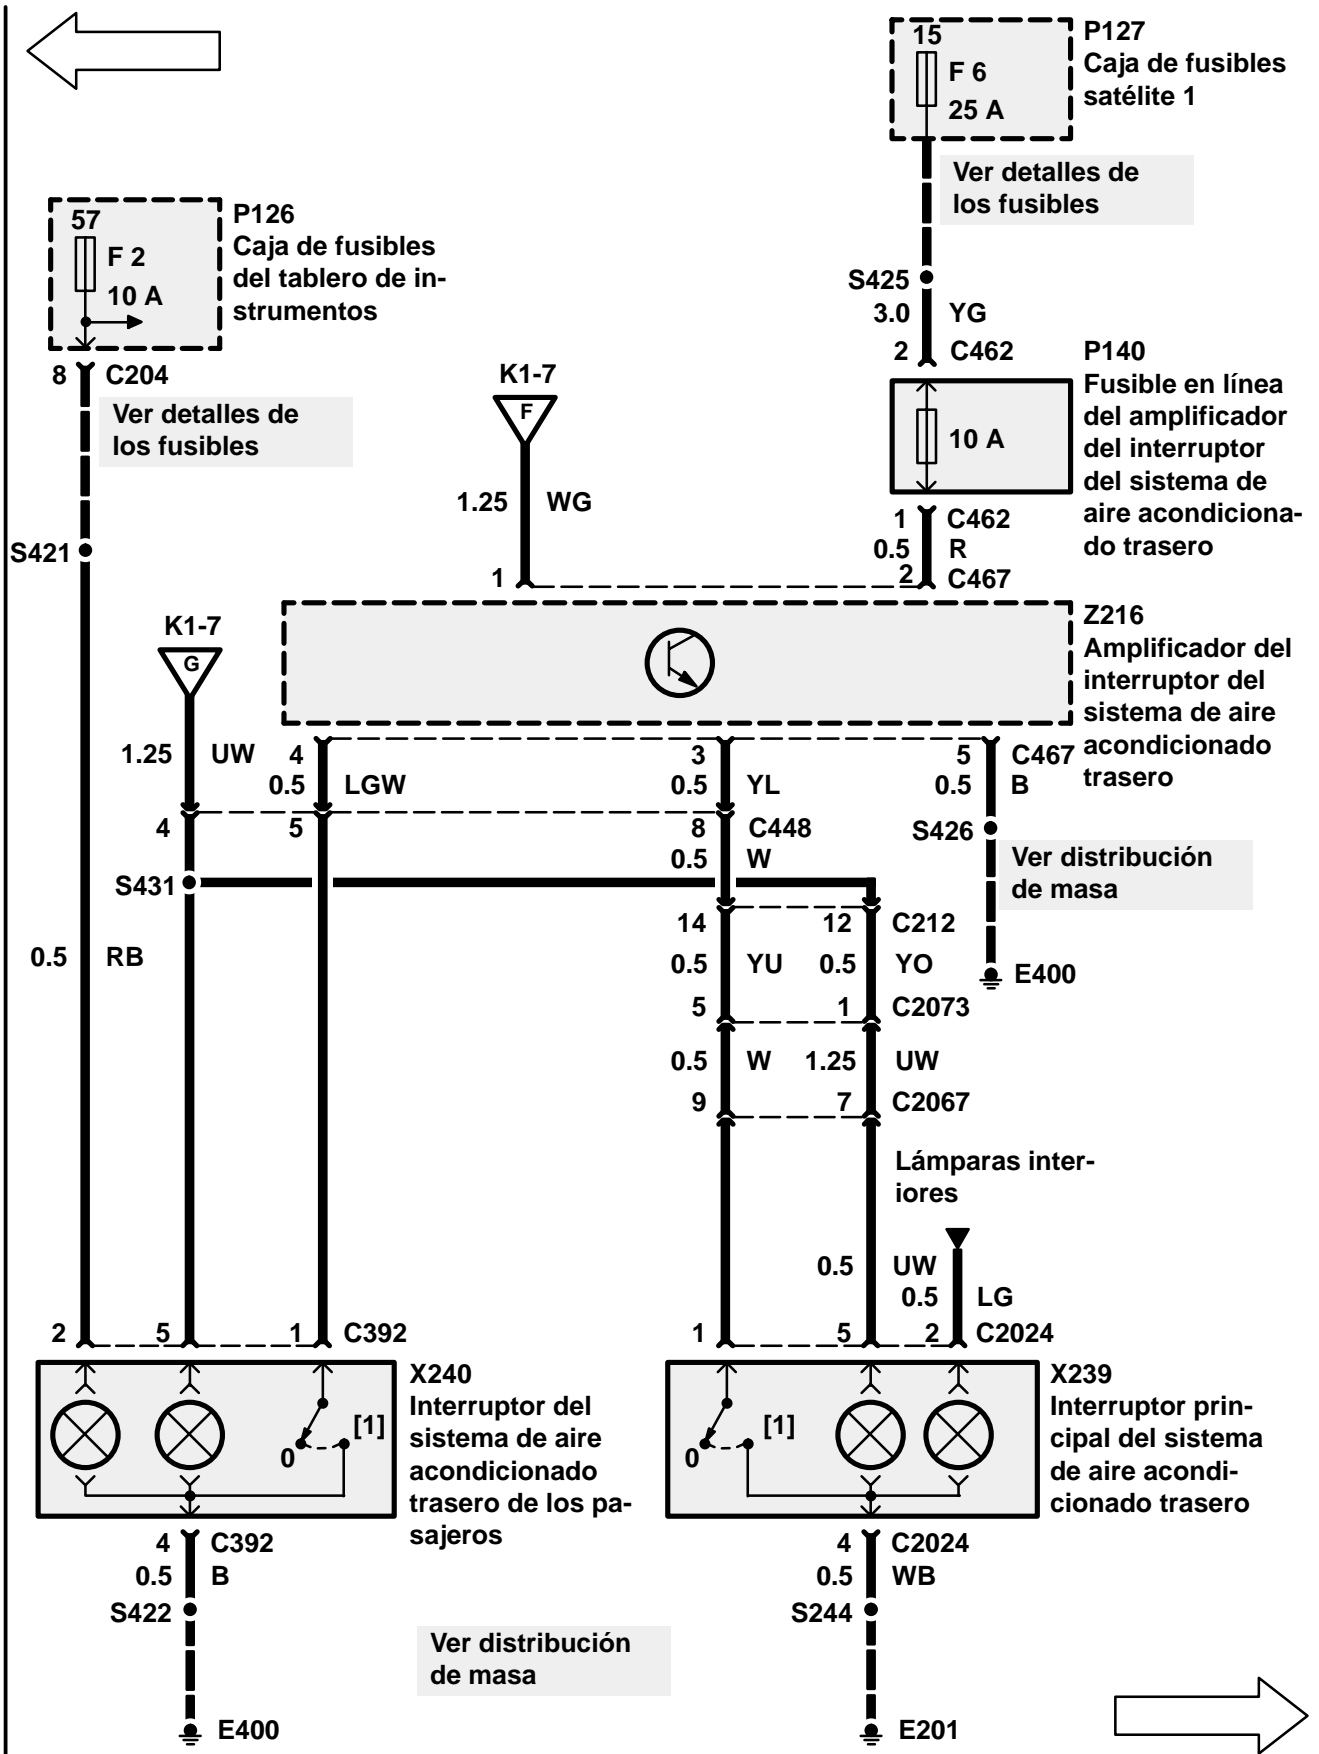 15
F 6
25 A
P127
Caja de fusibles
satélite 1
Ver detalles de
los fusibles
57
F 2
10 A
P126
Caja de fusibles
del tablero de in-
strumentos
S425
3.0 YG
2 C462
8 C204
Ver detalles de
los fusibles
K1-7
F
10 A
P140
Fusible en línea
del amplificador
del interruptor
del sistema de
aire acondiciona-
do trasero
1.25 WG
1 C462
0.5 R
S421
1
2 C467
K1-7
G
Z216
Amplificador del
interruptor del
sistema de aire
acondicionado
trasero
1.25 UW
4
0.5 LGW
3
0.5 YL
5 C467
0.5 B
4
5
8 C448
0.5 W
S426
Ver distribución
de masa
S431
14
12 C212
0.5 RB
0.5 YU
0.5 YO
E400
5
1 C2073
0.5 W
1.25 UW
9
7 C2067
Lámparas inter-
iores
0.5 UW
0.5 LG
2
5
1 C392
1
5
2 C2024
0
[1]
X240
Interruptor del
sistema de aire
acondicionado
trasero de los pa-
sajeros
0
[1]
X239
Interruptor prin-
cipal del sistema
de aire acondi-
cionado trasero
4 C392
0.5 B
S422
4 C2024
0.5 WB
S244
Ver distribución
de masa
E400
E201